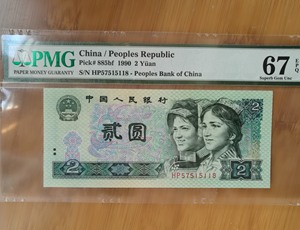 PMG
PAPER MONEY GUARANTY
China / Peoples Republic
Pick# 885bf 1990 2 Yüan
S/N HP57515118 - Peoples Bank of China
67 EPQ
Superb Gem Unc
中国人民银行
贰圆
2
HP57515118
2